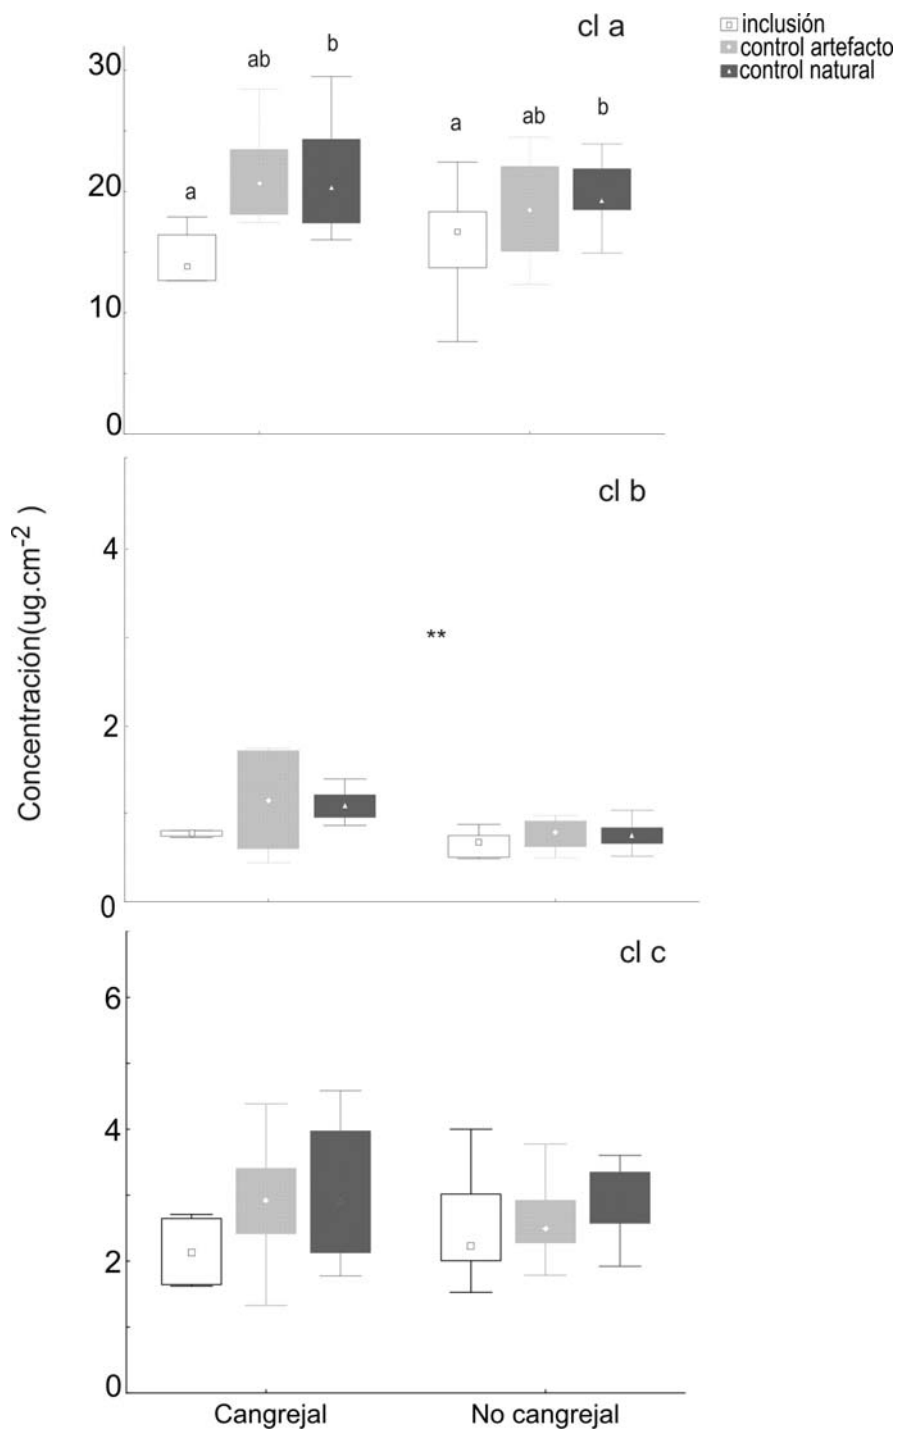 cl a
inclusión
control artefacto
control natural
30
20
10
0
a
ab
b
a
ab
b
cl b
4
2
0
**
Concentración(ug.cm-2 )
cl c
6
4
2
0
Cangrejal
No cangrejal